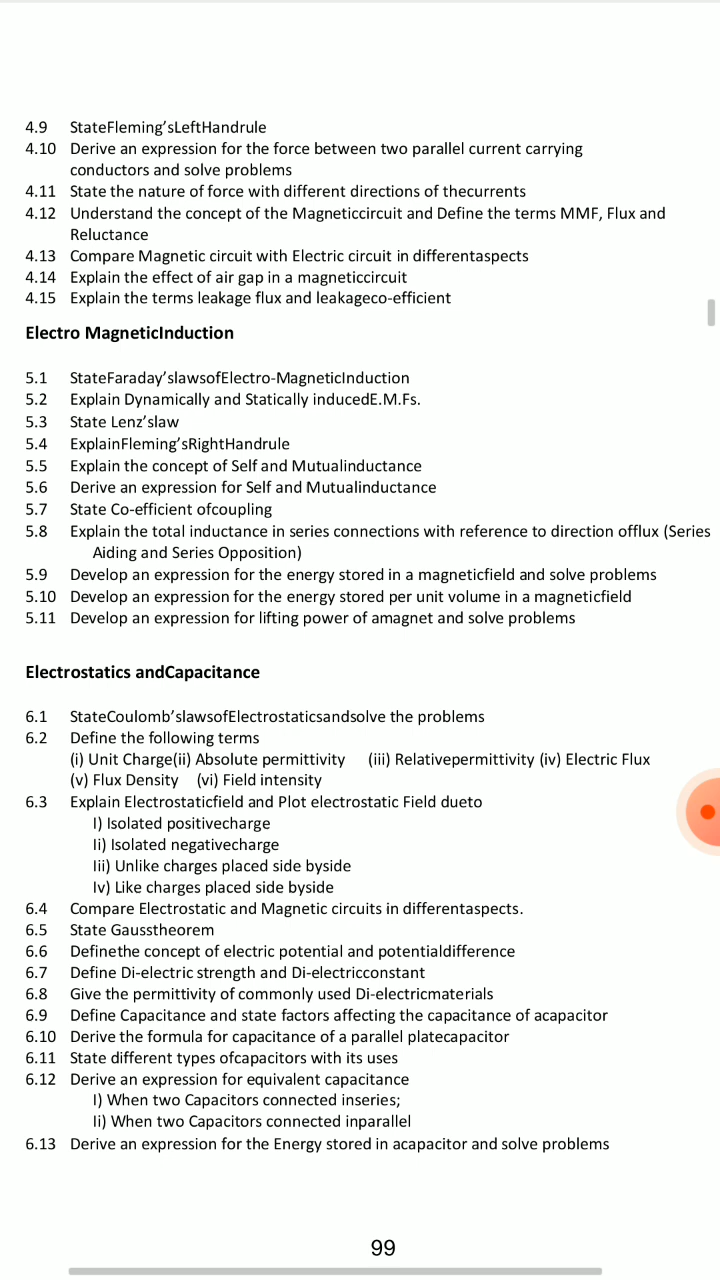 4.9 StateFleming’sLeftHandrule
4.10 Derive an expression for the force between two parallel current carrying
conductors and solve problems
4.11 State the nature of force with different directions of thecurrents
4.12 Understand the concept of the Magneticcircuit and Define the terms MMF, Flux and
Reluctance
4.13 Compare Magnetic circuit with Electric circuit in differentaspects
4.14 Explain the effect of air gap in a magneticcircuit
4.15 Explain the terms leakage flux and leakageco-efficient
Electro MagneticInduction
5.1 StateFaraday’slawsofElectro-MagneticInduction
5.2 Explain Dynamically and Statically inducedE.M.Fs.
5.3 State Lenz’slaw
5.4 ExplainFleming’sRightHandrule
5.5 Explain the concept of Self and Mutualinductance
5.6 Derive an expression for Self and Mutualinductance
5.7 State Co-efficient ofcoupling
5.8 Explain the total inductance in series connections with reference to direction offlux (Series
Aiding and Series Opposition)
5.9 Develop an expression for the energy stored in a magneticfield and solve problems
5.10 Develop an expression for the energy stored per unit volume in a magneticfield
5.11 Develop an expression for lifting power of amagnet and solve problems
Electrostatics andCapacitance
6.1 StateCoulomb’slawsofElectrostaticsandsolve the problems
6.2 Define the following terms
(i) Unit Charge(ii) Absolute permittivity (iii) Relativepermittivity (iv) Electric Flux
(v) Flux Density (vi) Field intensity
6.3 Explain Electrostaticfield and Plot electrostatic Field dueto
I) Isolated positivecharge
Ii) Isolated negativecharge
Iii) Unlike charges placed side byside
Iv) Like charges placed side byside
6.4 Compare Electrostatic and Magnetic circuits in differentaspects.
6.5 State Gausstheorem
6.6 Definethe concept of electric potential and potentialdifference
6.7 Define Di-electric strength and Di-electricconstant
6.8 Give the permittivity of commonly used Di-electricmaterials
6.9 Define Capacitance and state factors affecting the capacitance of acapacitor
6.10 Derive the formula for capacitance of a parallel platecapacitor
6.11 State different types ofcapacitors with its uses
6.12 Derive an expression for equivalent capacitance
I) When two Capacitors connected inseries;
Ii) When two Capacitors connected inparallel
6.13 Derive an expression for the Energy stored in acapacitor and solve problems
99